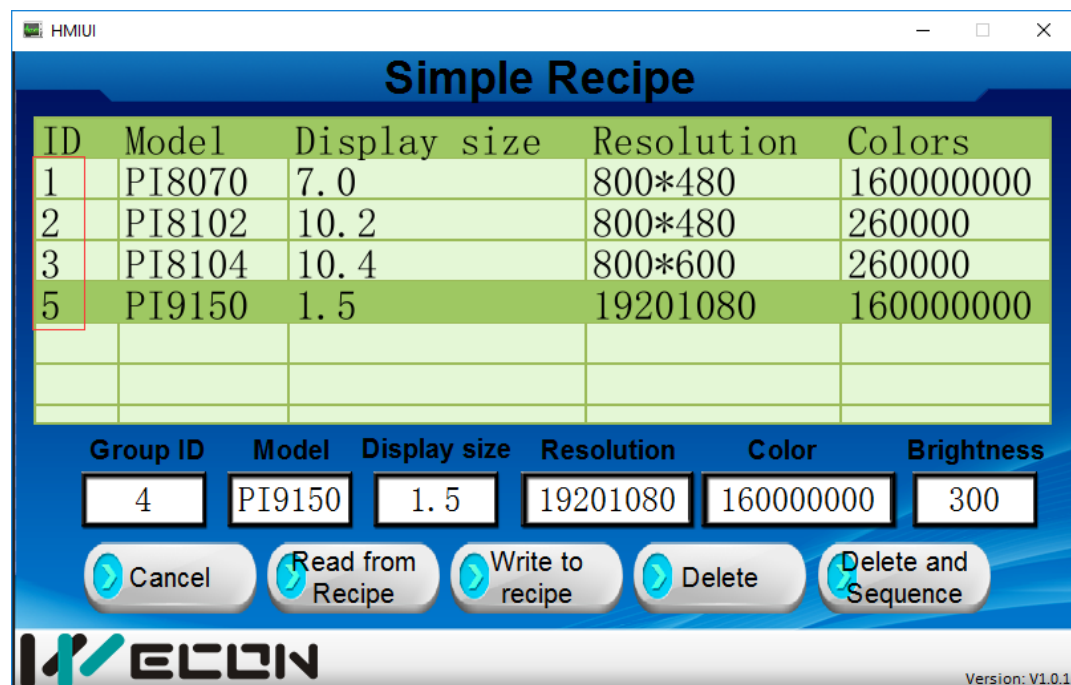 HMIUI
Simple Recipe
ID Model Display size Resolution Colors
1 PI8070 7.0 800*480 160000000
2 PI8102 10.2 800*480 260000
3 PI8104 10.4 800*600 260000
5 PI9150 1.5 19201080 160000000
Group ID Model Display size Resolution Color Brightness
4 PI9150 1.5 19201080 160000000 300
Cancel
Read from
Recipe
Write to
recipe
Delete
Delete and
Sequence
WECON
Version: V1.0.1